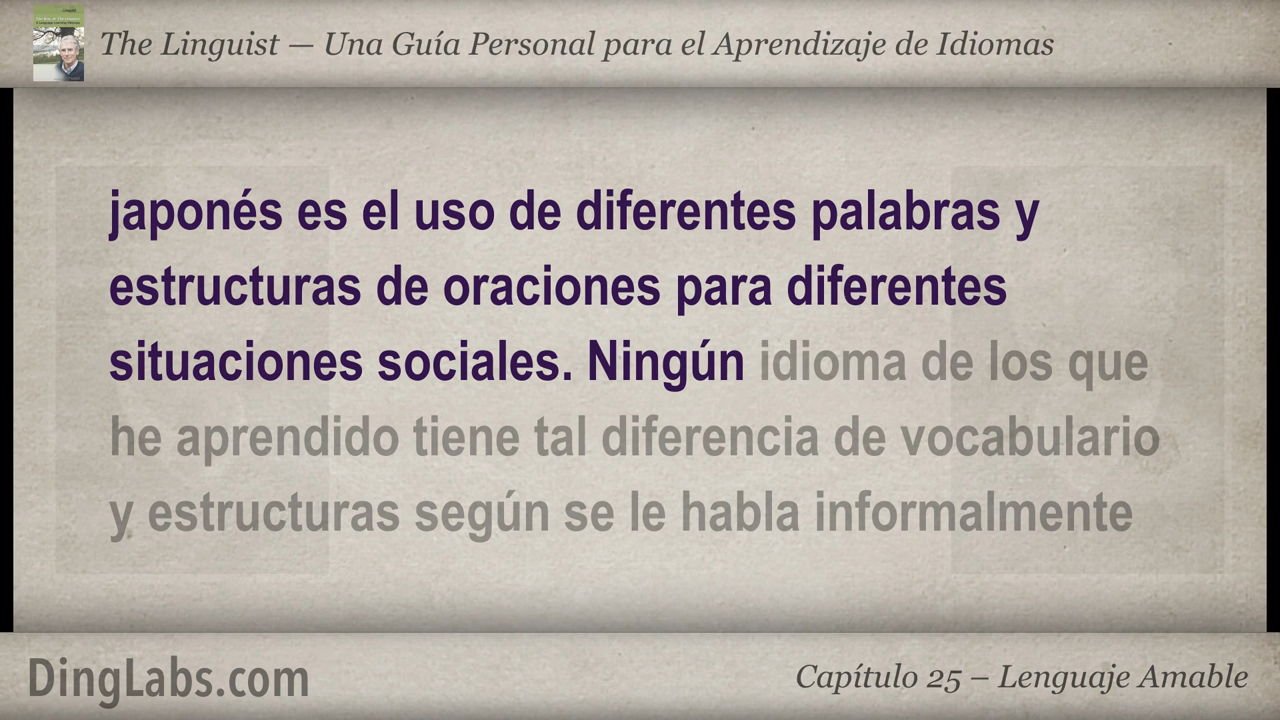 The Linguist — Una Guía Personal para el Aprendizaje de Idiomas
japonés es el uso de diferentes palabras y
estructuras de oraciones para diferentes
situaciones sociales. Ningún idioma de los que
he aprendido tiene tal diferencia de vocabulario
y estructuras según se le habla informalmente
DingLabs.com
Capítulo 25 – Lenguaje Amable